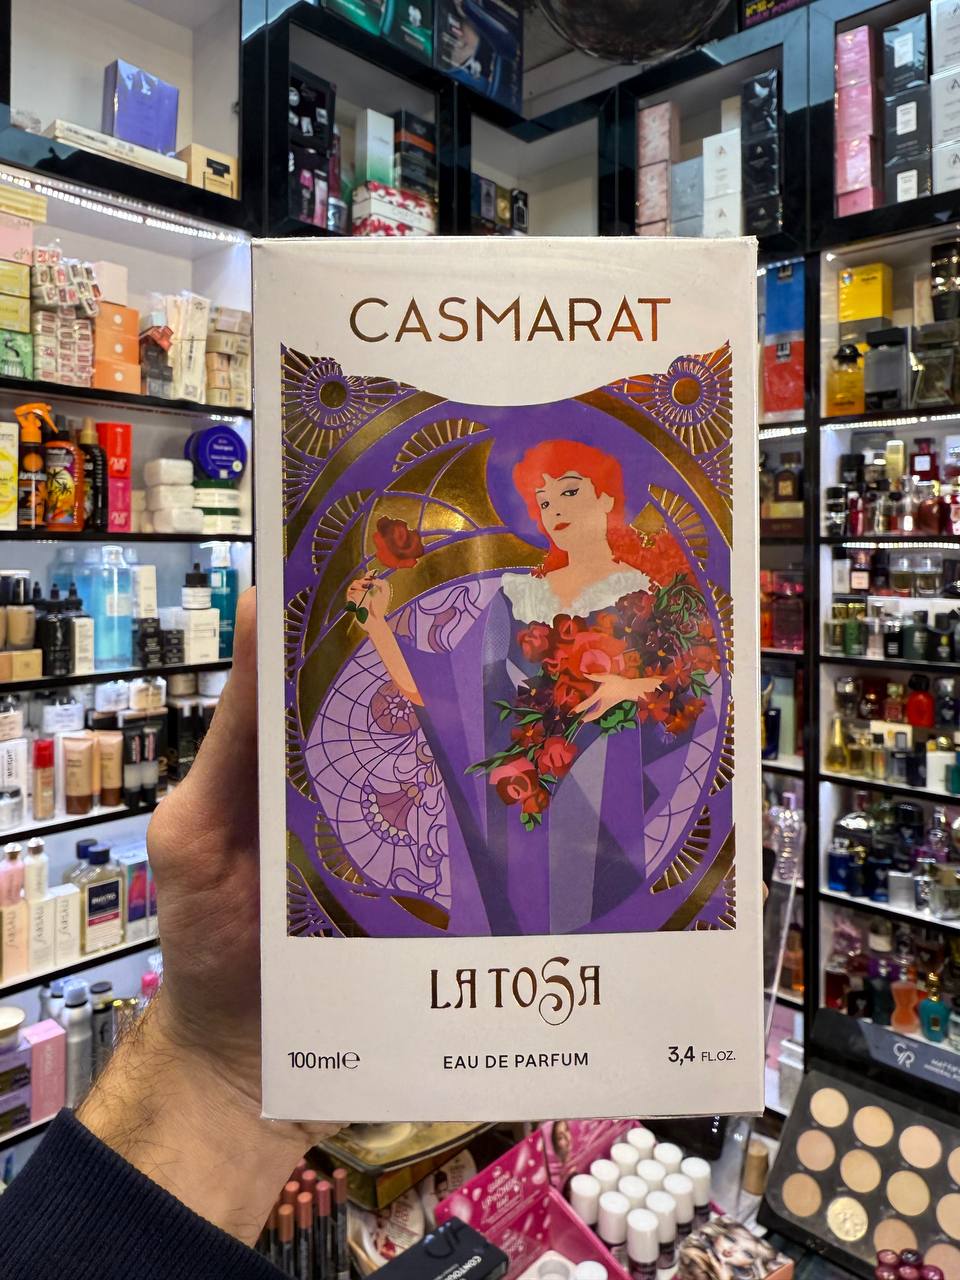 CASMARAT
LA TOSA
100ml℮
EAU DE PARFUM
3,4 FL.OZ.